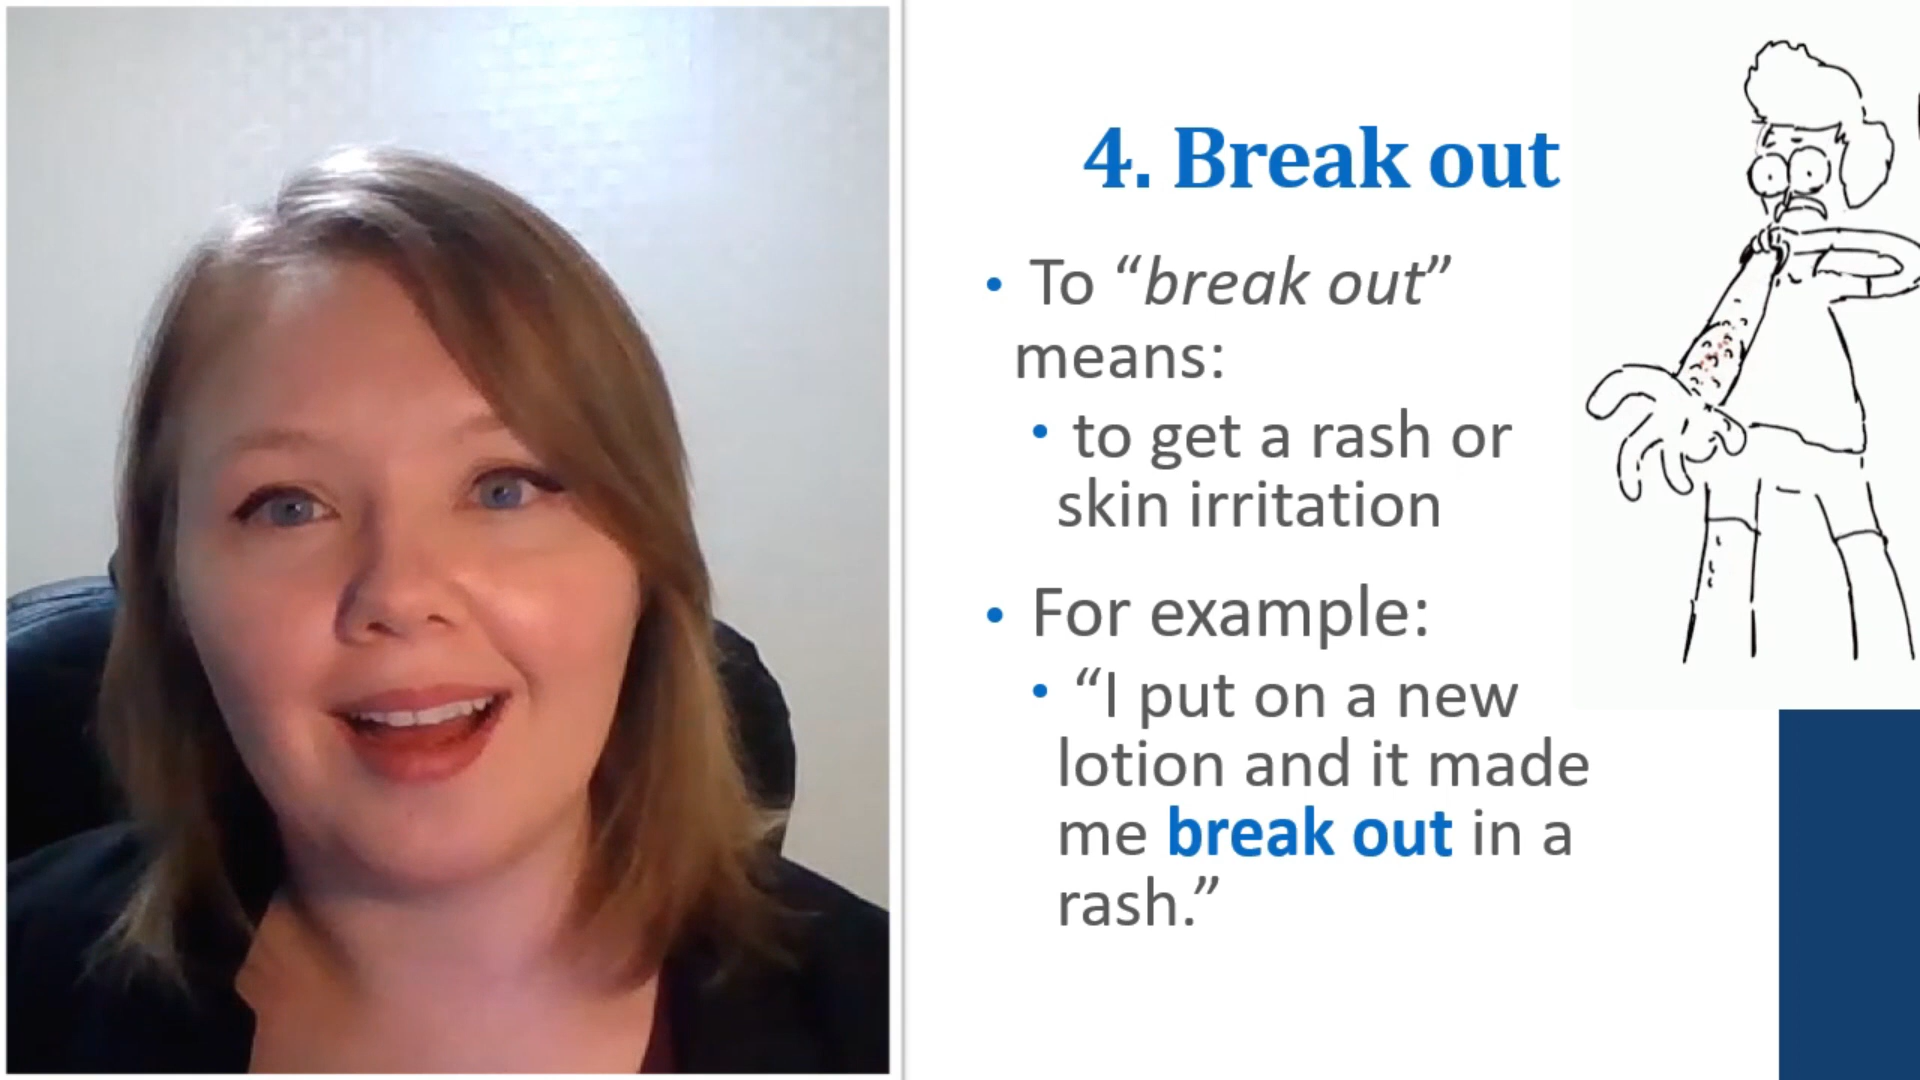 4. Break out
• To “break out”
means:
• to get a rash or
skin irritation
• For example:
• “I put on a new
lotion and it made
me break out in a
rash.”